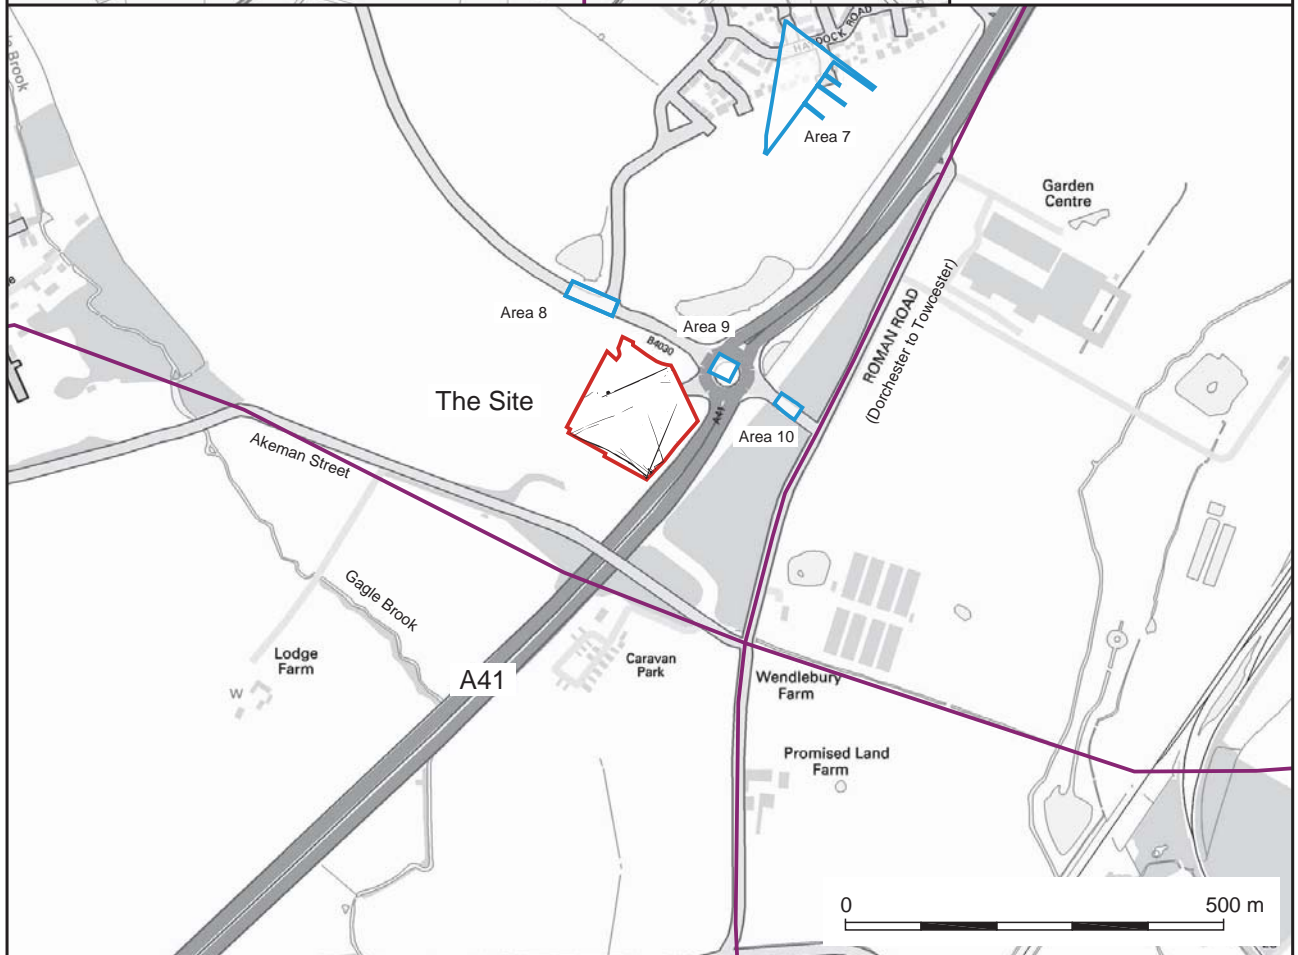 HADDOCK ROAD
Brook
Area 7
Garden
Centre
Area 8
Area 9
B4030
ROMAN ROAD
(Dorchester to Towcester)
The Site
A41
Area 10
Akeman Street
Gagle Brook
Lodge
Farm
W
A41
Caravan
Park
Wendlebury
Farm
Promised Land
Farm
0
500 m